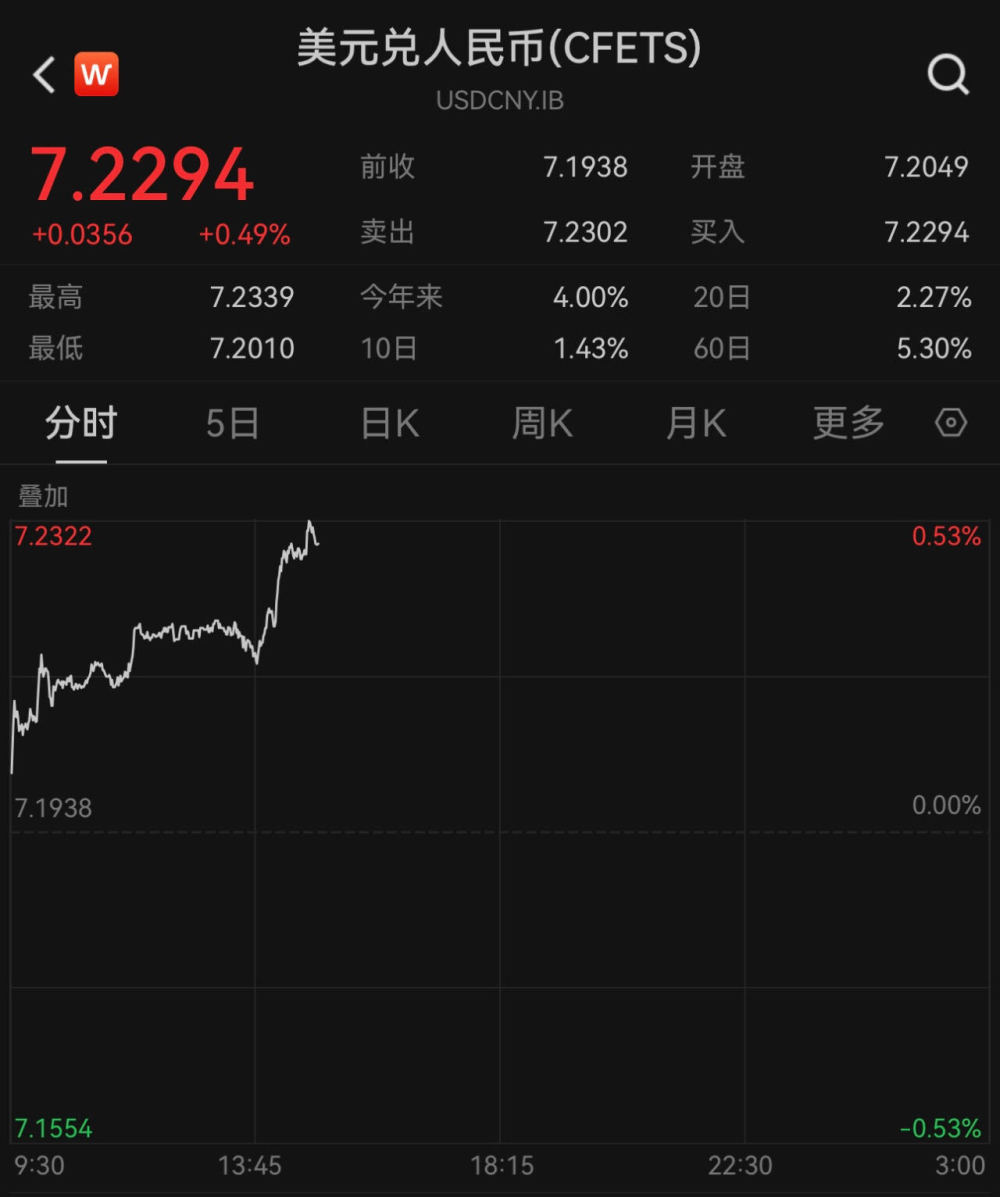 美元兑人民币(CFETS)
W
USDCNY.IB
7.2294
+0.0356 +0.49%
前收 7.1938 开盘 7.2049
卖出 7.2302 买入 7.2294
最高 7.2339 今年来 4.00% 20日 2.27%
最低 7.2010 10日 1.43% 60日 5.30%
分时 5日 日K 周K 月K 更多
叠加
7.2322 0.53%
7.1938 0.00%
7.1554 -0.53%
9:30 13:45 18:15 22:30 3:00